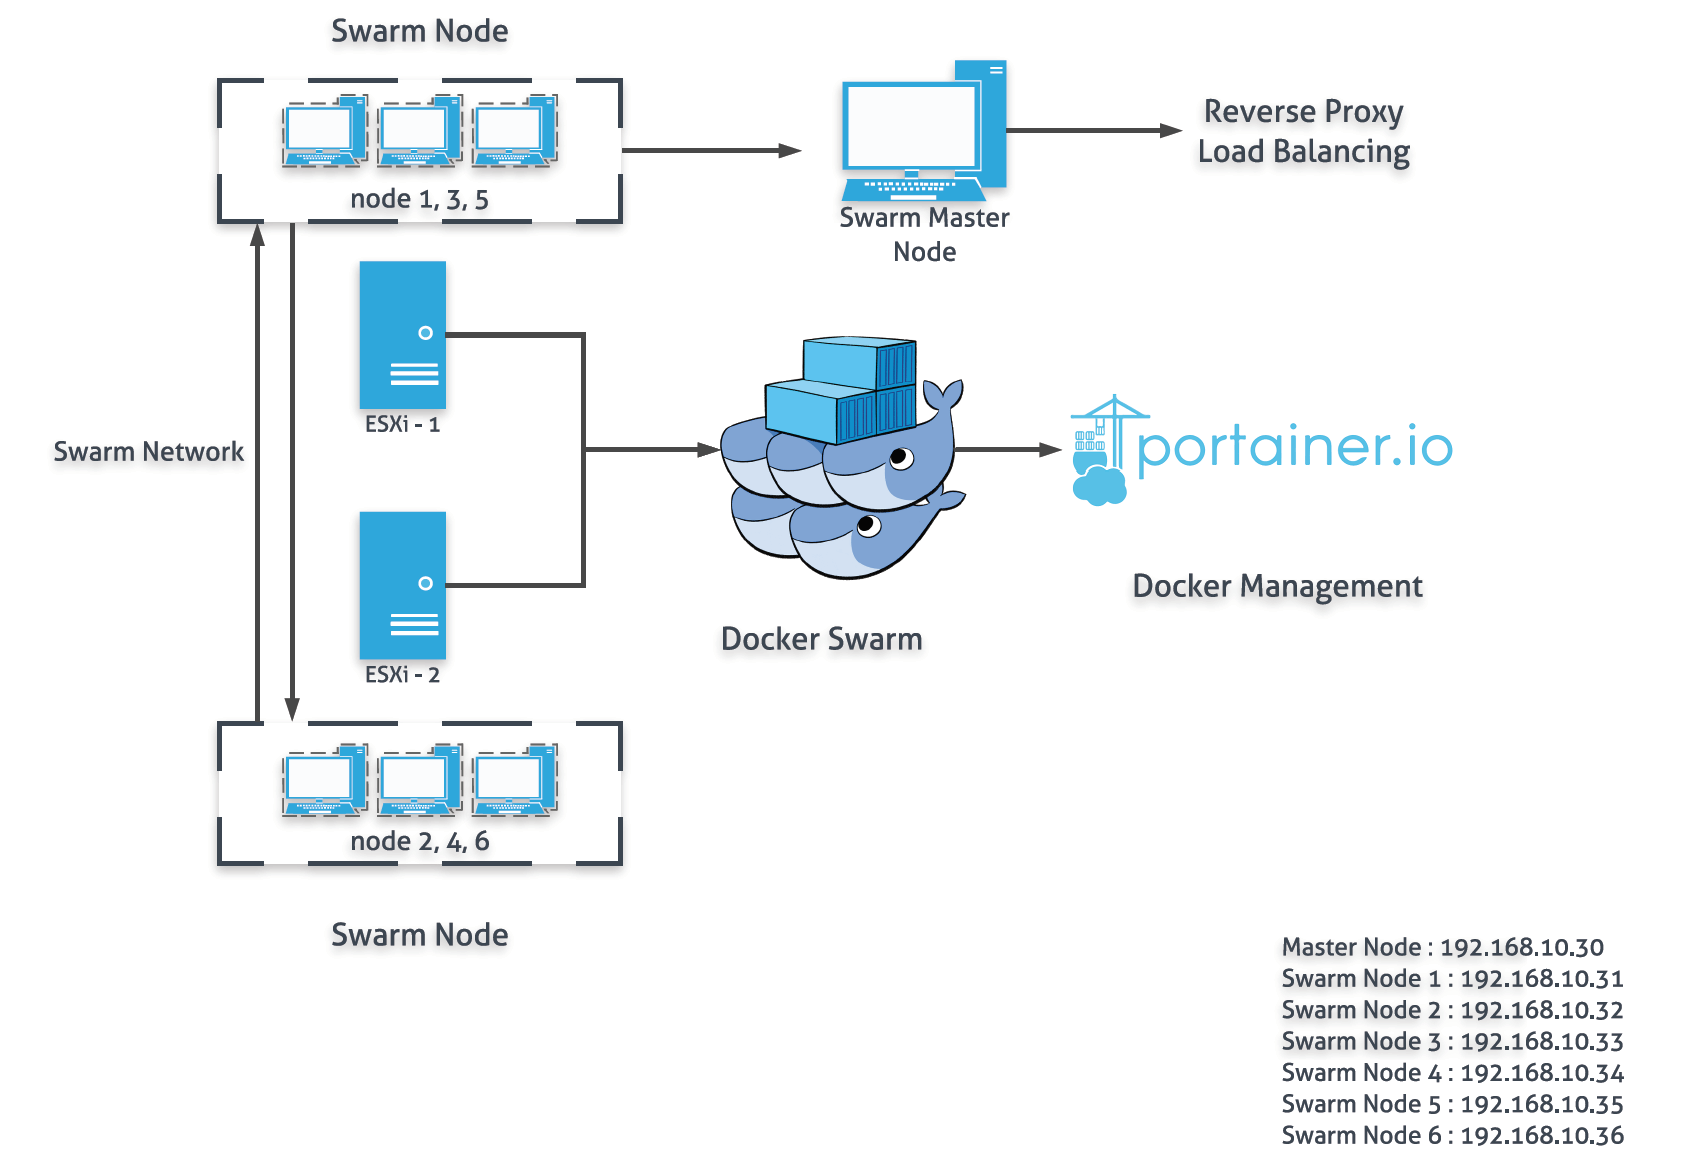 Swarm Node
node 1, 3, 5
Swarm Master
Node
Reverse Proxy
Load Balancing
ESXi - 1
Swarm Network
ESXi - 2
Docker Swarm
portainer.io
Docker Management
node 2, 4, 6
Swarm Node
Master Node : 192.168.10.30
Swarm Node 1 : 192.168.10.31
Swarm Node 2 : 192.168.10.32
Swarm Node 3 : 192.168.10.33
Swarm Node 4 : 192.168.10.34
Swarm Node 5 : 192.168.10.35
Swarm Node 6 : 192.168.10.36